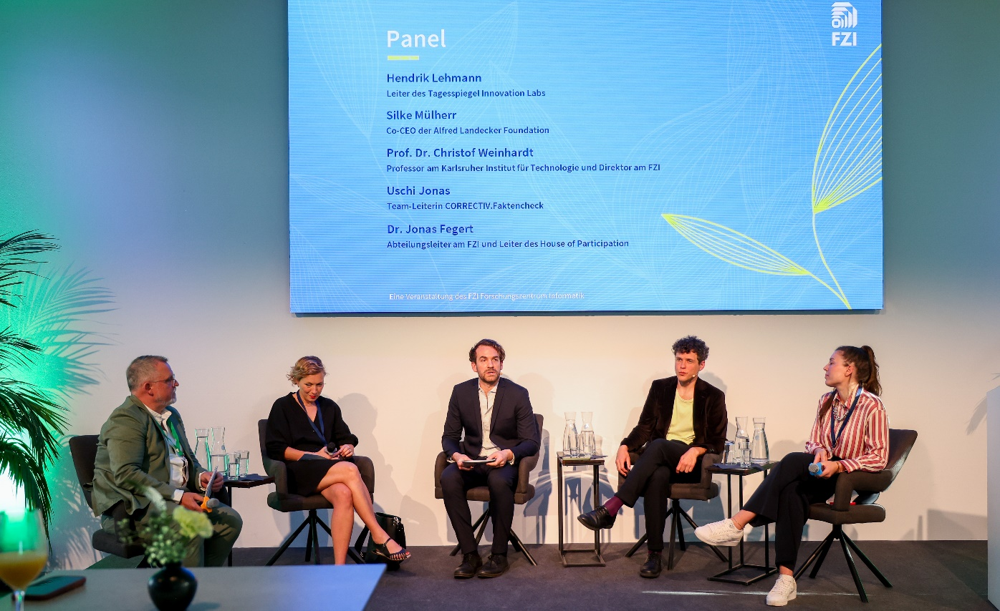 FZI
Panel
Hendrik Lehmann
Leiter des Tagesspiegel Innovation Labs
Silke Mülherr
Co-CEO der Alfred Landecker Foundation
Prof. Dr. Christof Weinhardt
Professor am Karlsruher Institut für Technologie und Direktor am FZI
Uschi Jonas
Team-Leiterin CORRECTIV.Faktencheck
Dr. Jonas Fegert
Abteilungsleiter am FZI und Leiter des House of Participation
Eine Veranstaltung des FZI Forschungszentrum Informatik